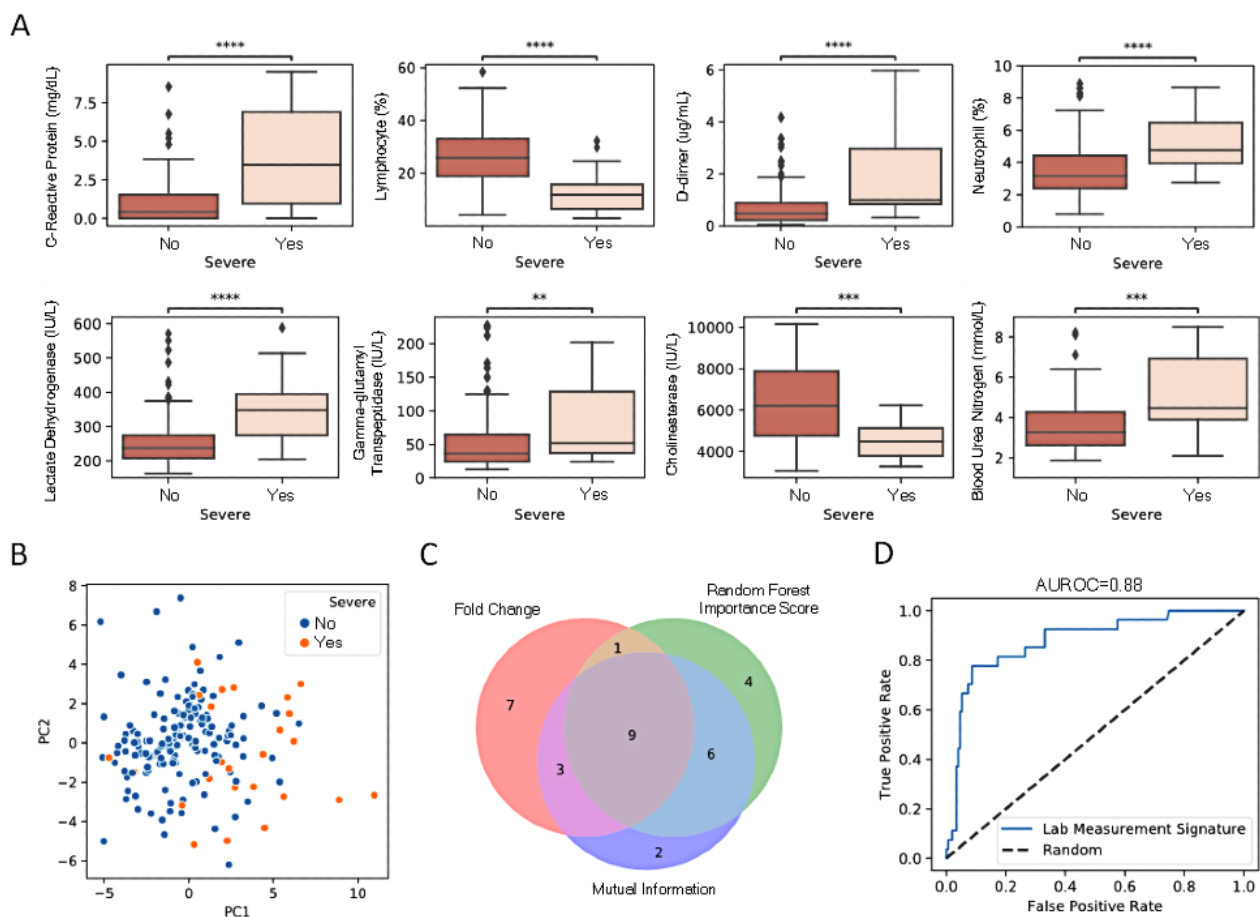 A
****
C-Reactive Protein (mg/dL)
7.5
5.0
2.5
0.0
No
Yes
Severe
****
Lymphocyte (%)
60
40
20
No
Yes
Severe
****
D-dimer (ug/mL)
6
4
2
0
No
Yes
Severe
****
Neutrophil (%)
10
8
6
4
2
0
No
Yes
Severe
****
Lactate Dehydrogenase (IU/L)
600
500
400
300
200
No
Yes
Severe
**
Gamma-glutamyl
Transpeptidase (IU/L)
200
150
100
50
0
No
Yes
Severe
***
Cholinesterase (IU/L)
10000
8000
6000
4000
No
Yes
Severe
***
Blood Urea Nitrogen (mmol/L)
8
6
4
2
No
Yes
Severe
B
PC2
8
6
4
2
0
-2
-4
-6
Severe
No
Yes
-5
0
5
10
PC1
C
Fold Change
Random Forest
Importance Score
1
7
4
9
3
6
2
Mutual Information
D
AUROC=0.88
True Positive Rate
1.0
0.8
0.6
0.4
0.2
0.0
Lab Measurement Signature
Random
0.0
0.2
0.4
0.6
0.8
1.0
False Positive Rate